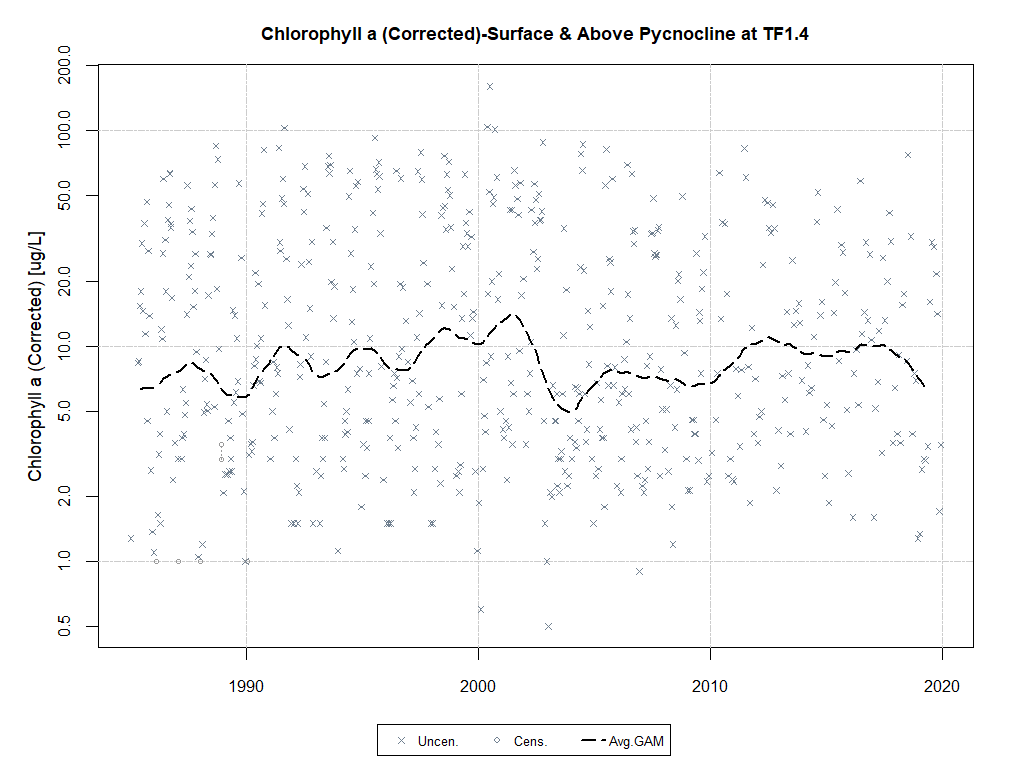 Chlorophyll a (Corrected)-Surface & Above Pycnocline at TF1.4
Chlorophyll a (Corrected) [ug/L]
200.0
100.0
50.0
20.0
10.0
5.0
2.0
1.0
0.5
1990 2000 2010 2020
Uncen. Cens. Avg.GAM